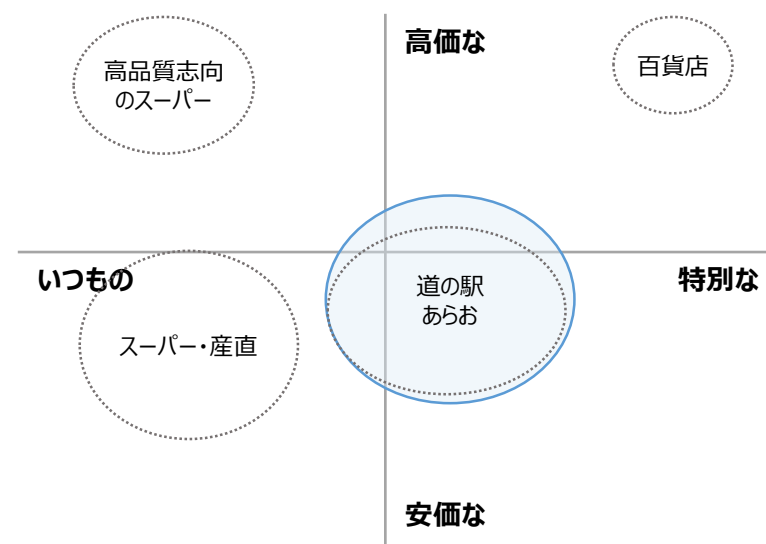 高価な
高品質志向
のスーパー
百貨店
いつもの
特別な
道の駅
あらお
スーパー・産直
安価な